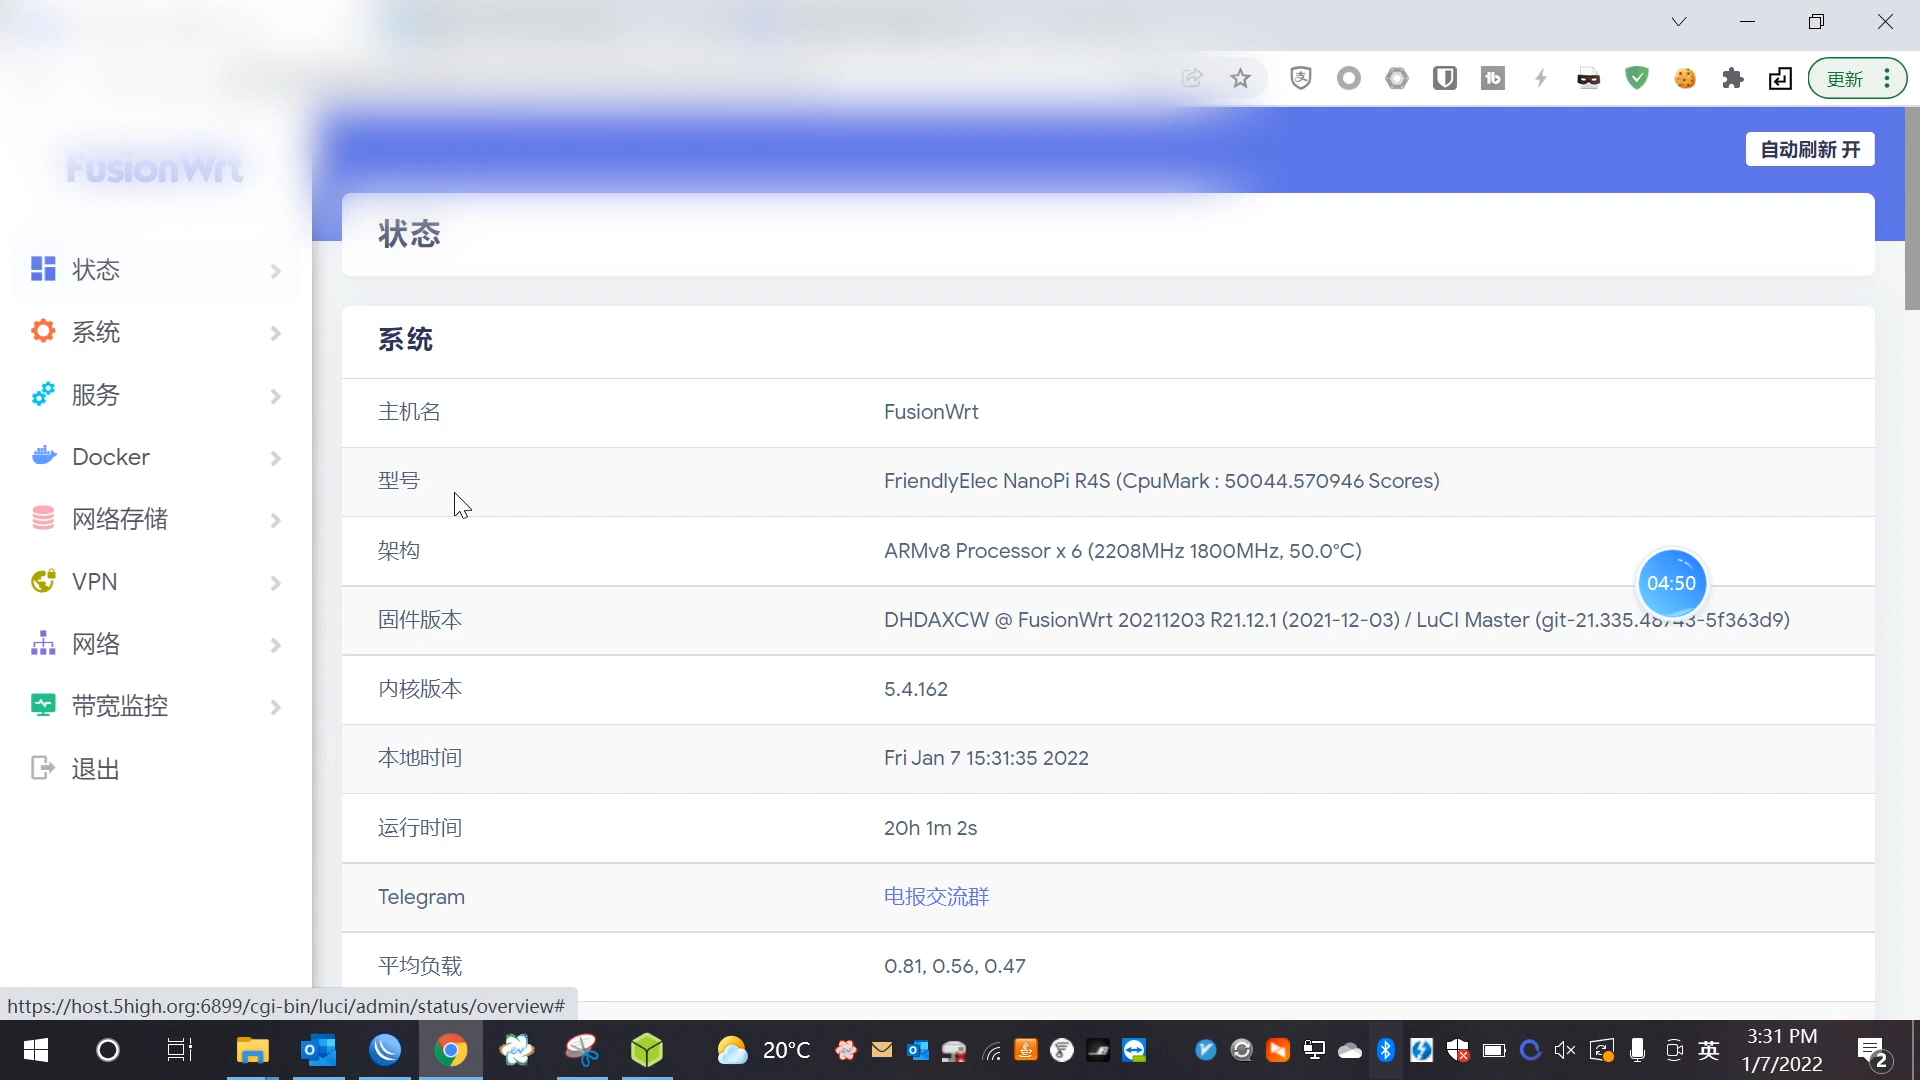 更新
FusionWrt
自动刷新 开
状态
状态
系统
服务
Docker
网络存储
VPN
网络
带宽监控
退出
系统
主机名 FusionWrt
型号 FriendlyElec NanoPi R4S (CpuMark : 50044.570946 Scores)
架构 ARMv8 Processor x 6 (2208MHz 1800MHz, 50.0°C)
04:50
固件版本 DHDAXCW @ FusionWrt 20211203 R21.12.1 (2021-12-03) / LuCI Master (git-21.335.48743-5f363d9)
内核版本 5.4.162
本地时间 Fri Jan 7 15:31:35 2022
运行时间 20h 1m 2s
Telegram 电报交流群
平均负载 0.81, 0.56, 0.47
https://host.5high.org:6899/cgi-bin/luci/admin/status/overview#
20°C
英
3:31 PM
1/7/2022
2